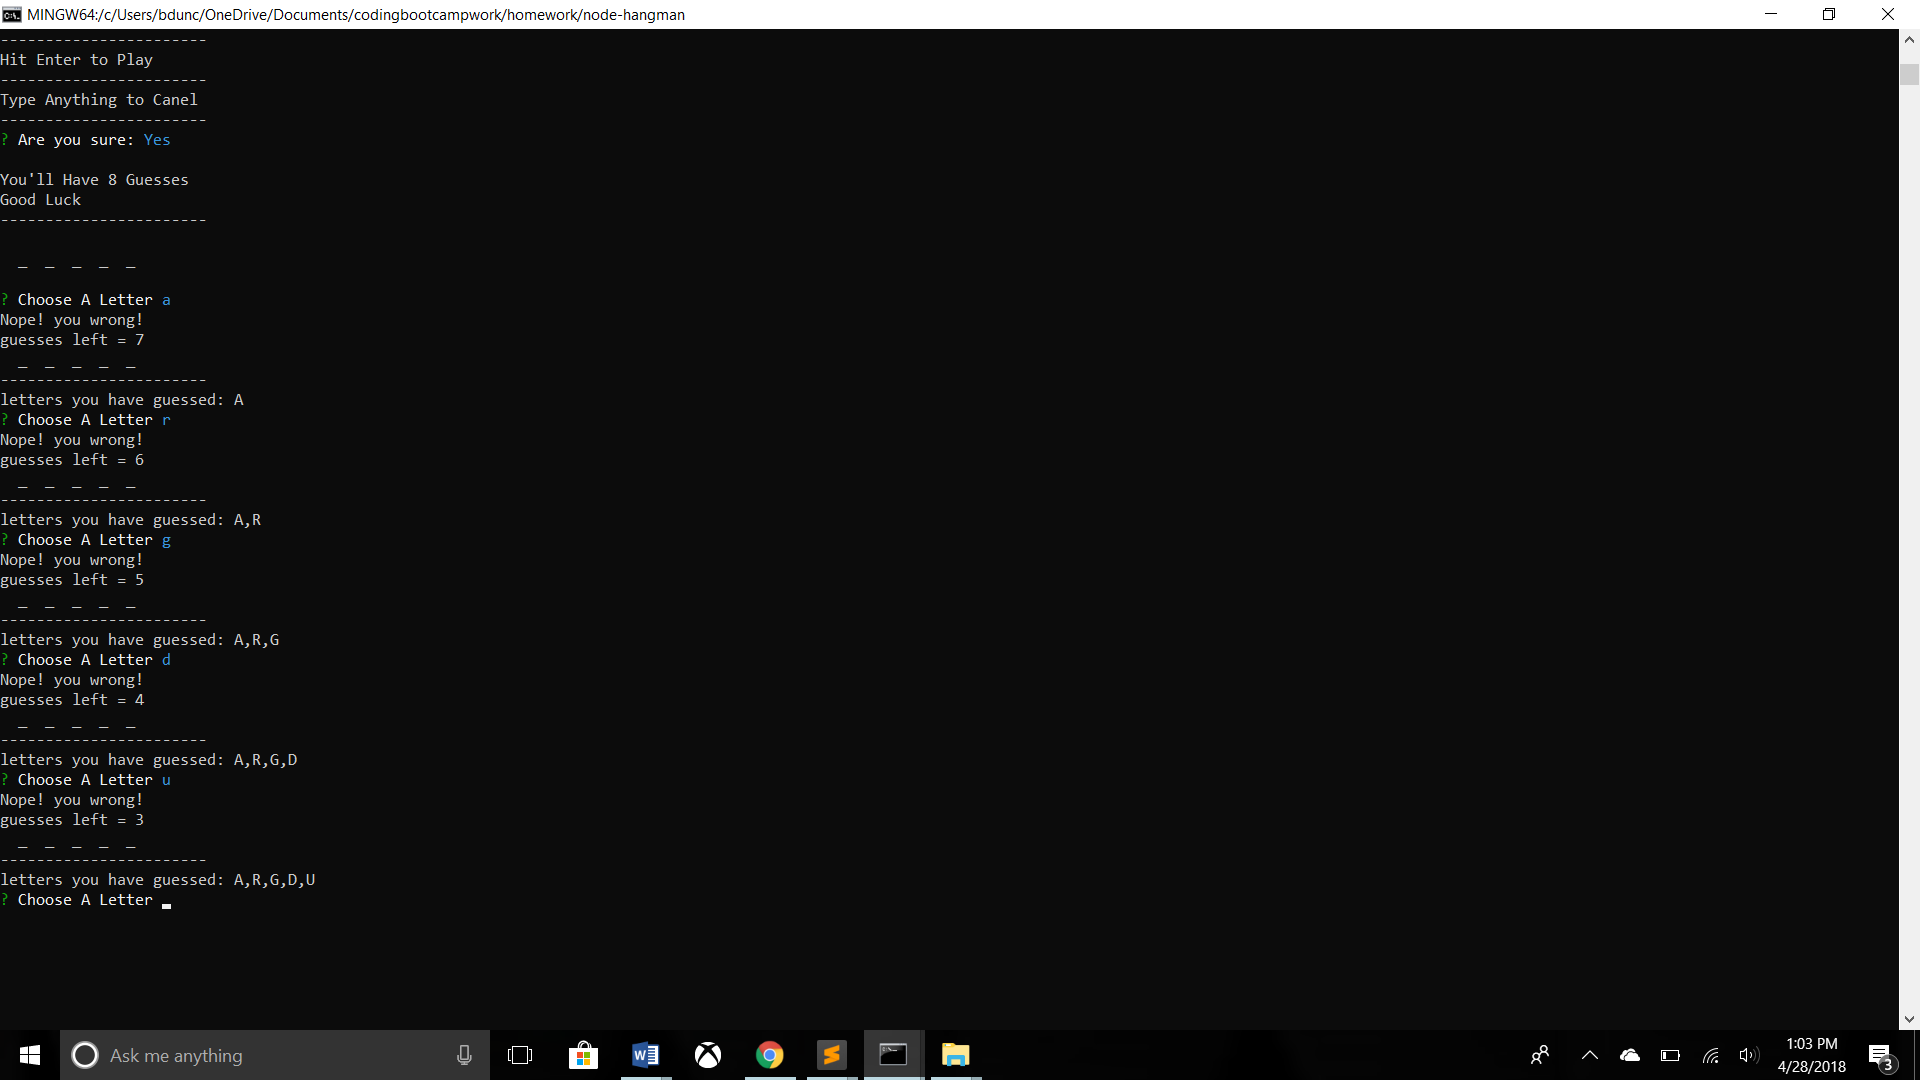 MINGW64:/c/Users/bdunc/OneDrive/Documents/codingbootcampwork/homework/node-hangman
-----------------------
Hit Enter to Play
-----------------------
Type Anything to Canel
-----------------------
? Are you sure: Yes
You'll Have 8 Guesses
Good Luck
-----------------------
_ _ _ _ _
? Choose A Letter a
Nope! you wrong!
guesses left = 7
_ _ _ _ _
-----------------------
letters you have guessed: A
? Choose A Letter r
Nope! you wrong!
guesses left = 6
_ _ _ _ _
-----------------------
letters you have guessed: A,R
? Choose A Letter g
Nope! you wrong!
guesses left = 5
_ _ _ _ _
-----------------------
letters you have guessed: A,R,G
? Choose A Letter d
Nope! you wrong!
guesses left = 4
_ _ _ _ _
-----------------------
letters you have guessed: A,R,G,D
? Choose A Letter u
Nope! you wrong!
guesses left = 3
_ _ _ _ _
-----------------------
letters you have guessed: A,R,G,D,U
? Choose A Letter
Ask me anything
1:03 PM
4/28/2018
3